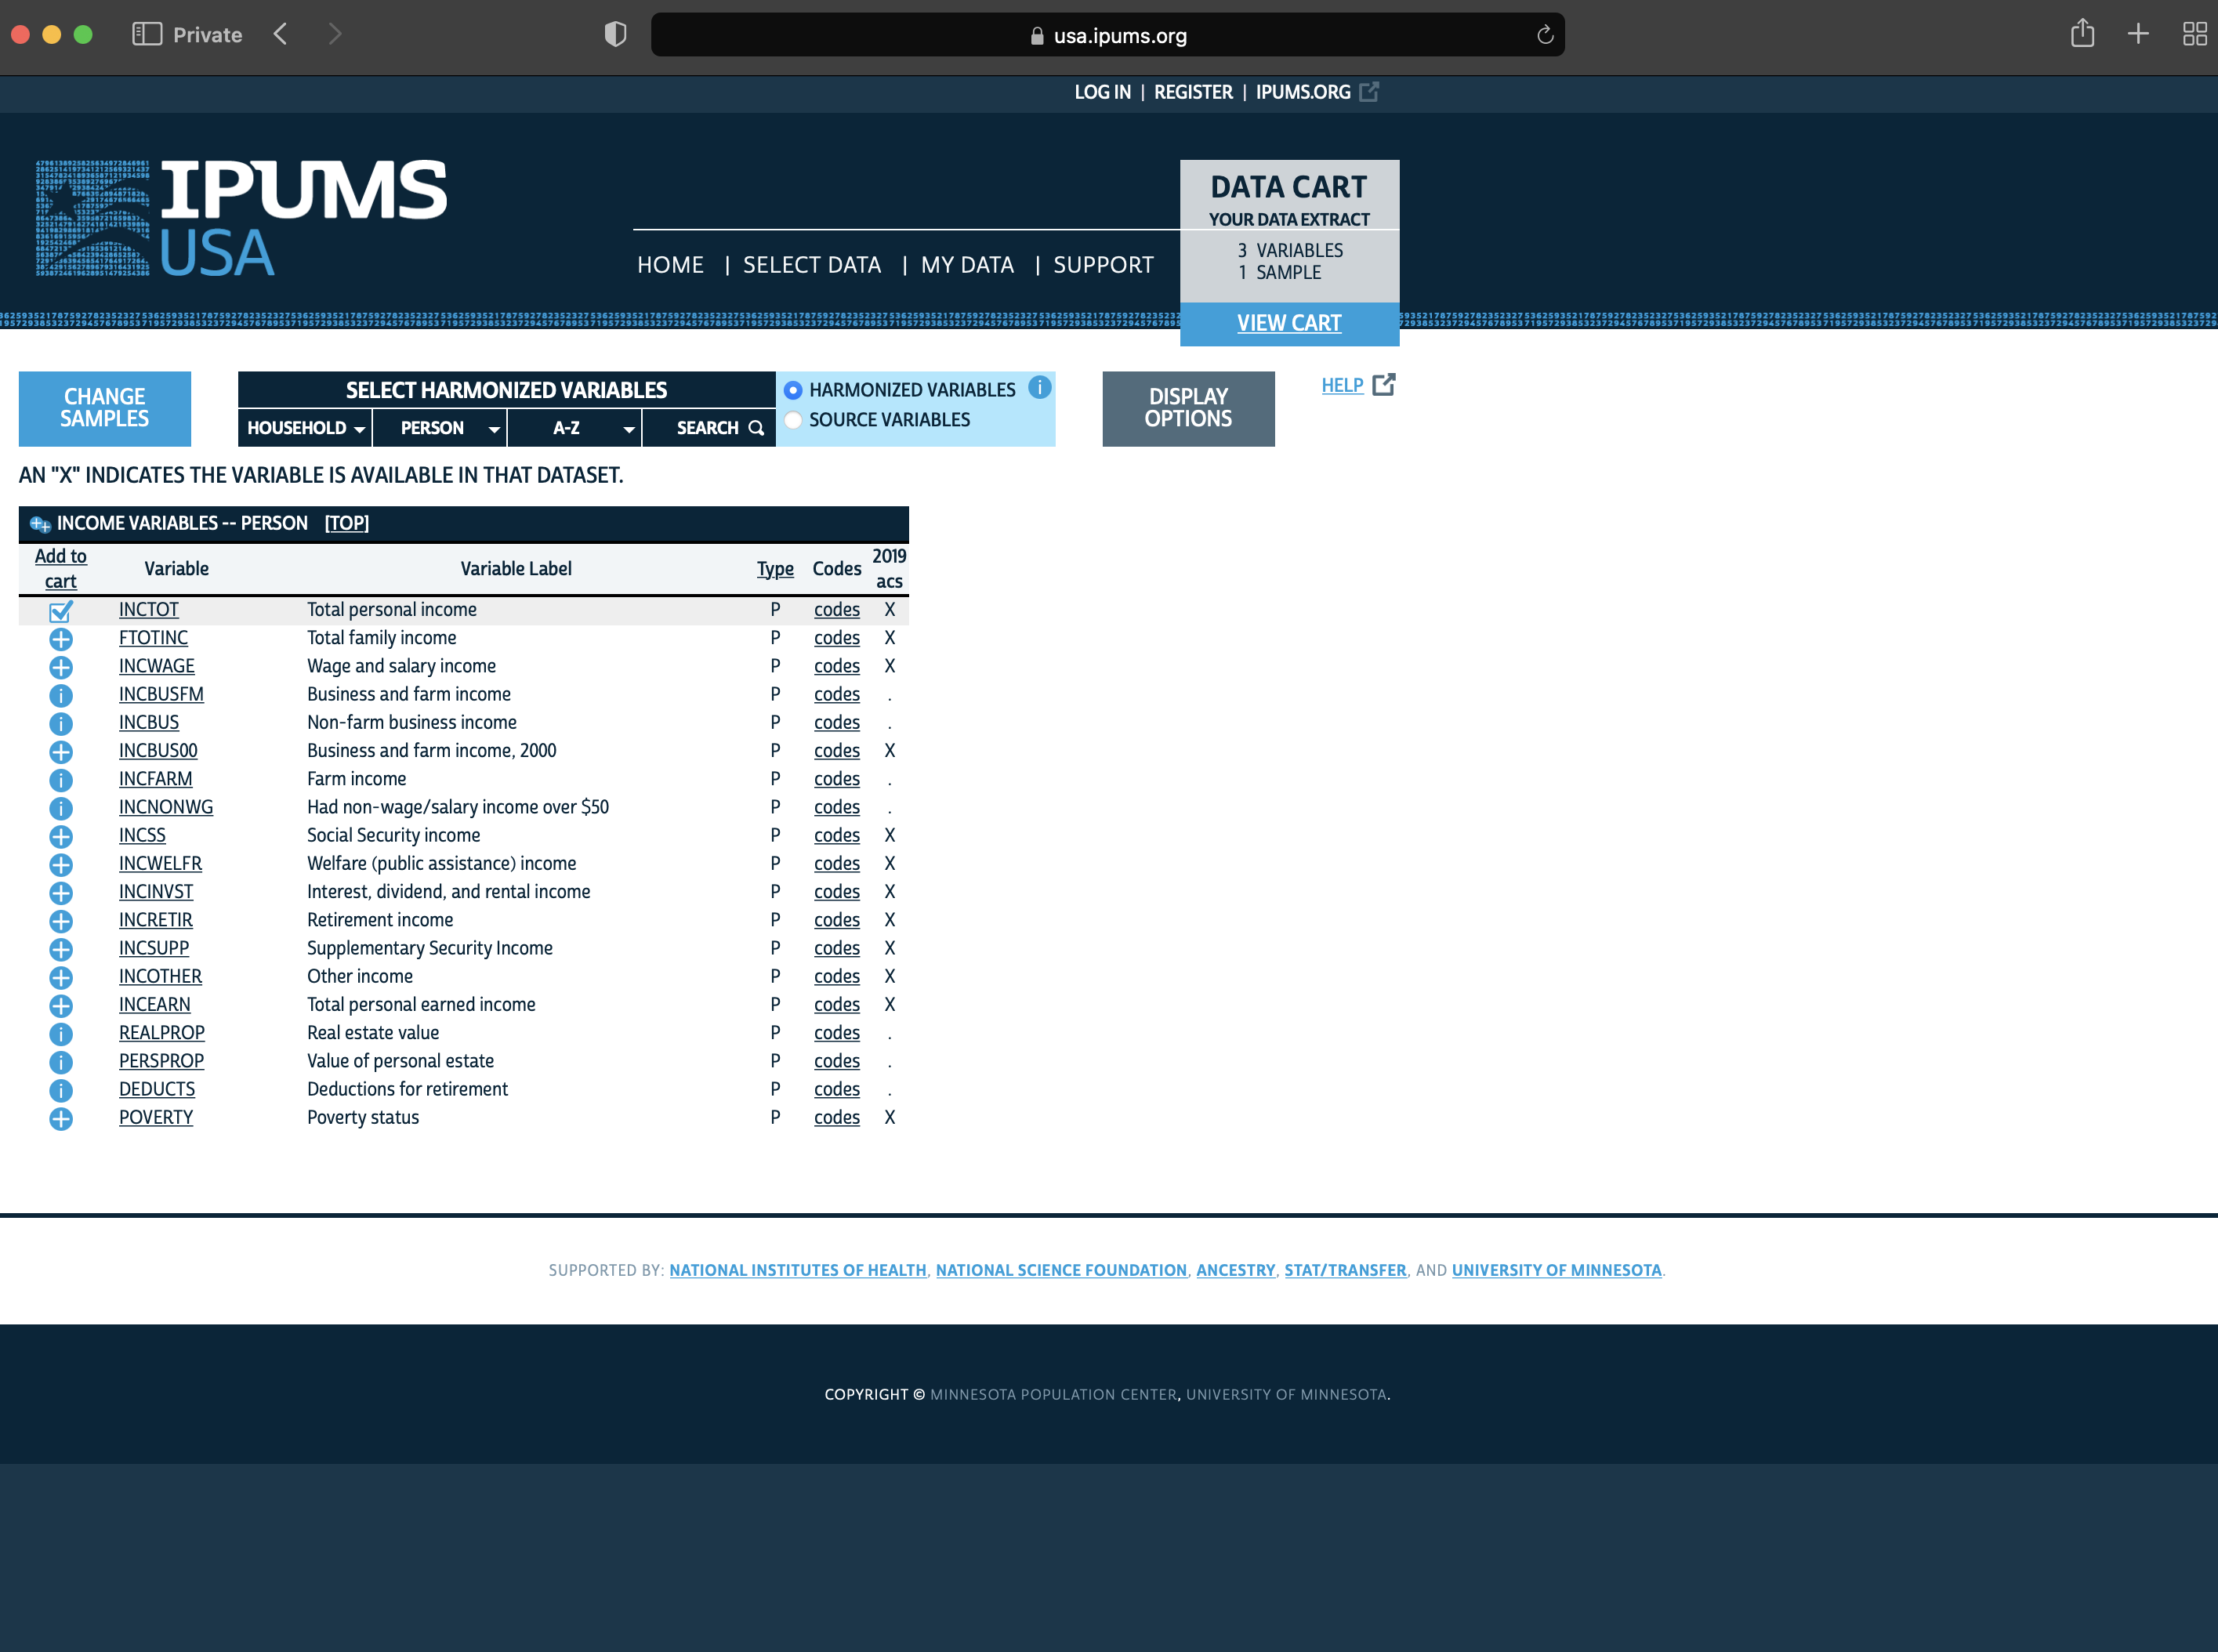 Private
usa.ipums.org
LOG IN | REGISTER | IPUMS.ORG
IPUMS
USA
DATA CART
YOUR DATA EXTRACT
3 VARIABLES
1 SAMPLE
VIEW CART
HOME | SELECT DATA | MY DATA | SUPPORT
CHANGE
SAMPLES
SELECT HARMONIZED VARIABLES
HOUSEHOLD PERSON A-Z SEARCH
HARMONIZED VARIABLES
SOURCE VARIABLES
DISPLAY
OPTIONS
HELP
AN "X" INDICATES THE VARIABLE IS AVAILABLE IN THAT DATASET.
INCOME VARIABLES -- PERSON [TOP]
Add to cart Variable Variable Label Type Codes 2019 acs
INCTOT Total personal income P codes X
FTOTINC Total family income P codes X
INCWAGE Wage and salary income P codes X
INCBUSFM Business and farm income P codes .
INCBUS Non-farm business income P codes .
INCBUS00 Business and farm income, 2000 P codes X
INCFARM Farm income P codes .
INCNONWG Had non-wage/salary income over $50 P codes .
INCSS Social Security income P codes X
INCWELFR Welfare (public assistance) income P codes X
INCINVST Interest, dividend, and rental income P codes X
INCRETIR Retirement income P codes X
INCSUPP Supplementary Security Income P codes X
INCOTHER Other income P codes X
INCEARN Total personal earned income P codes X
REALPROP Real estate value P codes .
PERSPROP Value of personal estate P codes .
DEDUCTS Deductions for retirement P codes .
POVERTY Poverty status P codes X
SUPPORTED BY: NATIONAL INSTITUTES OF HEALTH, NATIONAL SCIENCE FOUNDATION, ANCESTRY, STAT/TRANSFER, AND UNIVERSITY OF MINNESOTA.
COPYRIGHT © MINNESOTA POPULATION CENTER, UNIVERSITY OF MINNESOTA.